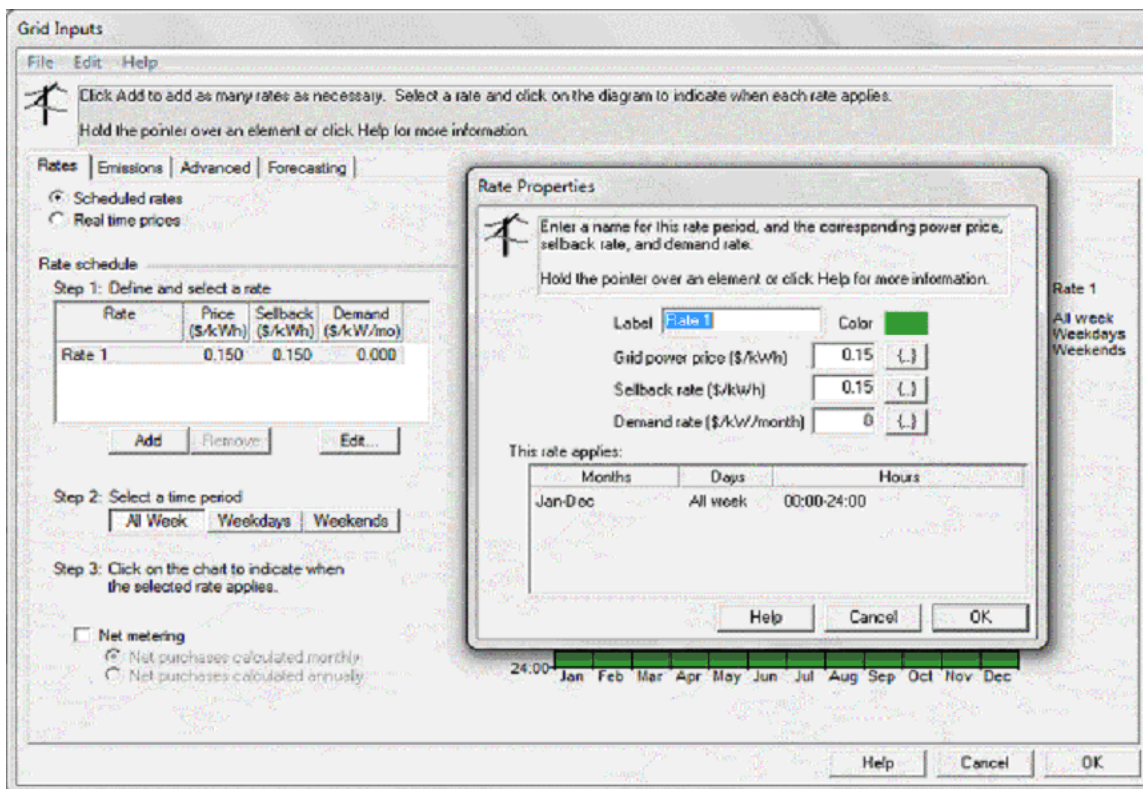 Grid Inputs
File Edit Help
Click Add to add as many rates as necessary. Select a rate and click on the diagram to indicate when each rate applies.
Hold the pointer over an element or click Help for more information.
Rates Emissions Advanced Forecasting
Scheduled rates
Real time prices
Rate schedule
Step 1: Define and select a rate
Rate Price ($/kWh) Sellback ($/kWh) Demand ($/kW/mo)
Rate 1 0.150 0.150 0.000
Add Remove Edit...
Step 2: Select a time period
All Week Weekdays Weekends
Step 3: Click on the chart to indicate when
the selected rate applies.
Net metering
Net purchases calculated monthly
Net purchases calculated annually
Rate Properties
Enter a name for this rate period, and the corresponding power price,
sellback rate, and demand rate.
Hold the pointer over an element or click Help for more information.
Label Rate 1 Color
Grid power price ($/kWh) 0.15 {..}
Sellback rate ($/kWh) 0.15 {..}
Demand rate ($/kW/month) 0 {..}
This rate applies:
Months Days Hours
Jan-Dec All week 00:00-24:00
Help Cancel OK
Rate 1
All week
Weekdays
Weekends
24:00
Jan Feb Mar Apr May Jun Jul Aug Sep Oct Nov Dec
Help Cancel OK